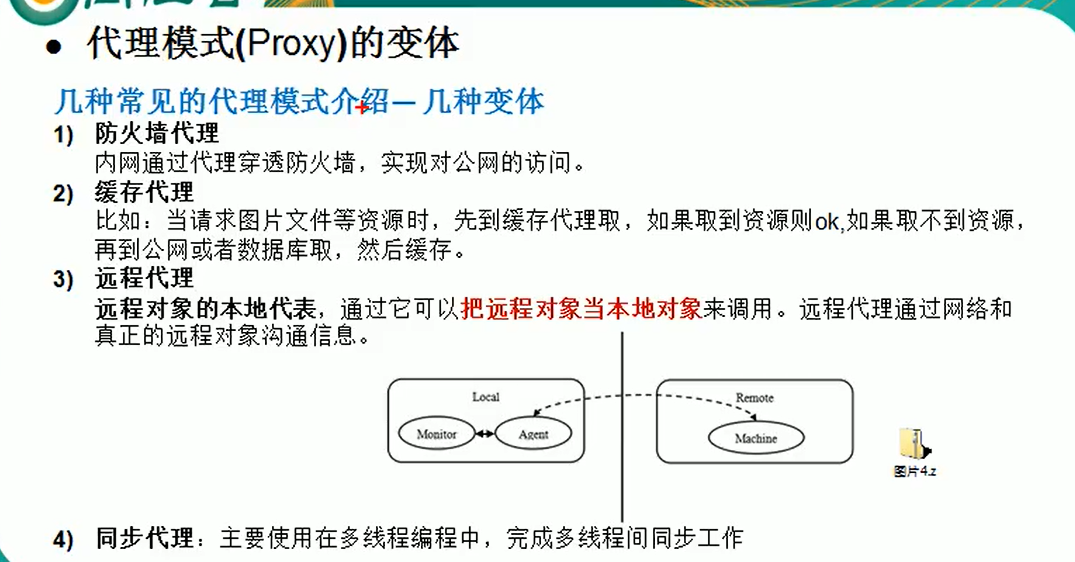 ● 代理模式(Proxy)的变体
几种常见的代理模式介绍— 几种变体
1) 防火墙代理
内网通过代理穿透防火墙，实现对公网的访问。
2) 缓存代理
比如：当请求图片文件等资源时，先到缓存代理取，如果取到资源则ok,如果取不到资源，
再到公网或者数据库取，然后缓存。
3) 远程代理
远程对象的本地代表，通过它可以把远程对象当本地对象来调用。远程代理通过网络和
真正的远程对象沟通信息。
Local
Remote
Monitor
Agent
Machine
图片4.z
4) 同步代理：主要使用在多线程编程中，完成多线程间同步工作